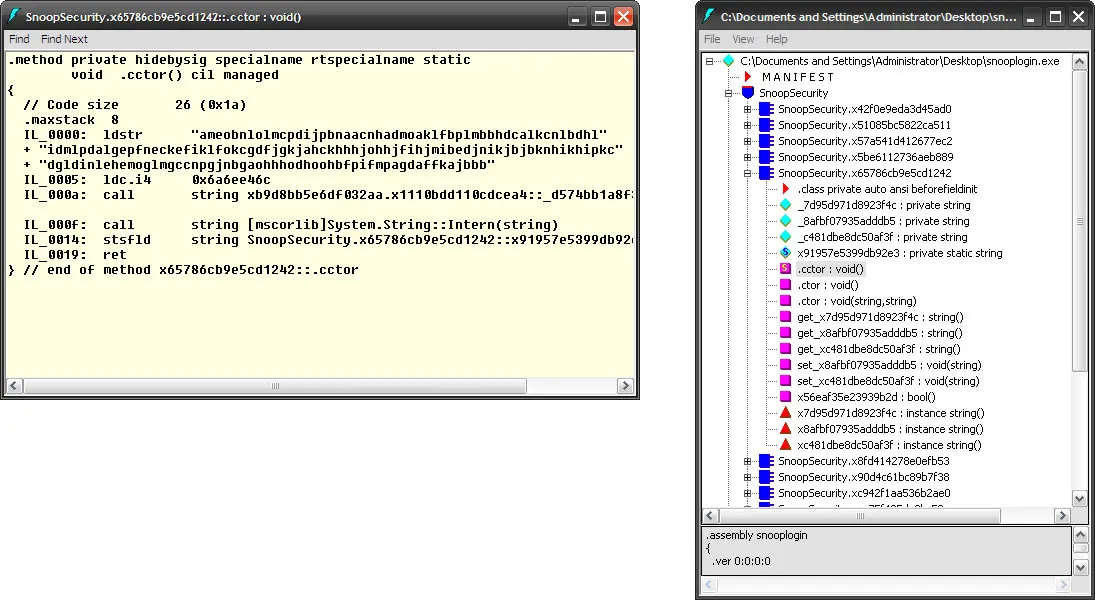 SnoopSecurity.x65786cb9e5cd1242::.cctor : void()
Find Find Next
.method private hidebysig specialname rtspecialname static
void .cctor() cil managed
{
// Code size 26 (0x1a)
.maxstack 8
IL_0000: ldstr "ameobnlolmcpdijpbnaacnhadmoaklfbplmbbhdcalkcnlbdhl"
+ "idmlpdalgepfneckefiklfokcgdfjgkjahckhhhjohhjfihjmibedjnikjbjbknhikhipkc"
+ "dgldinlehemoglmgccnpgjnbgaohhhodhoohbfpifmpagdaffkajbbb"
IL_0005: ldc.i4 0x6a6ee46c
IL_000a: call string xb9d8bb5e6df032aa.x1110bdd110cdcea4::_d574bb1a8f
IL_000f: call string [mscorlib]System.String::Intern(string)
IL_0014: stsfld string SnoopSecurity.x65786cb9e5cd1242::x91957e5399db92
IL_0019: ret
} // end of method x65786cb9e5cd1242::.cctor
C:\Documents and Settings\Administrator\Desktop\sn...
File View Help
C:\Documents and Settings\Administrator\Desktop\snooplogin.exe
M A N I F E S T
SnoopSecurity
SnoopSecurity.x42f0e9eda3d45ad0
SnoopSecurity.x51085bc5822ca511
SnoopSecurity.x57a541d412677ec2
SnoopSecurity.x5be6112736aeb889
SnoopSecurity.x65786cb9e5cd1242
.class private auto ansi beforefieldinit
_7d95d971d8923f4c : private string
_8afbf07935adddb5 : private string
_c481dbe8dc50af3f : private string
x91957e5399db92e3 : private static string
.cctor : void()
.ctor : void()
.ctor : void(string,string)
get_x7d95d971d8923f4c : string()
get_x8afbf07935adddb5 : string()
get_xc481dbe8dc50af3f : string()
set_x8afbf07935adddb5 : void(string)
set_xc481dbe8dc50af3f : void(string)
x56eaf35e23939b2d : bool()
x7d95d971d8923f4c : instance string()
x8afbf07935adddb5 : instance string()
xc481dbe8dc50af3f : instance string()
SnoopSecurity.x8fd414278e0efb53
SnoopSecurity.x90d4c61bc89b7f38
SnoopSecurity.xc942f1aa536b2ae0
.assembly snooplogin
{
.ver 0:0:0:0